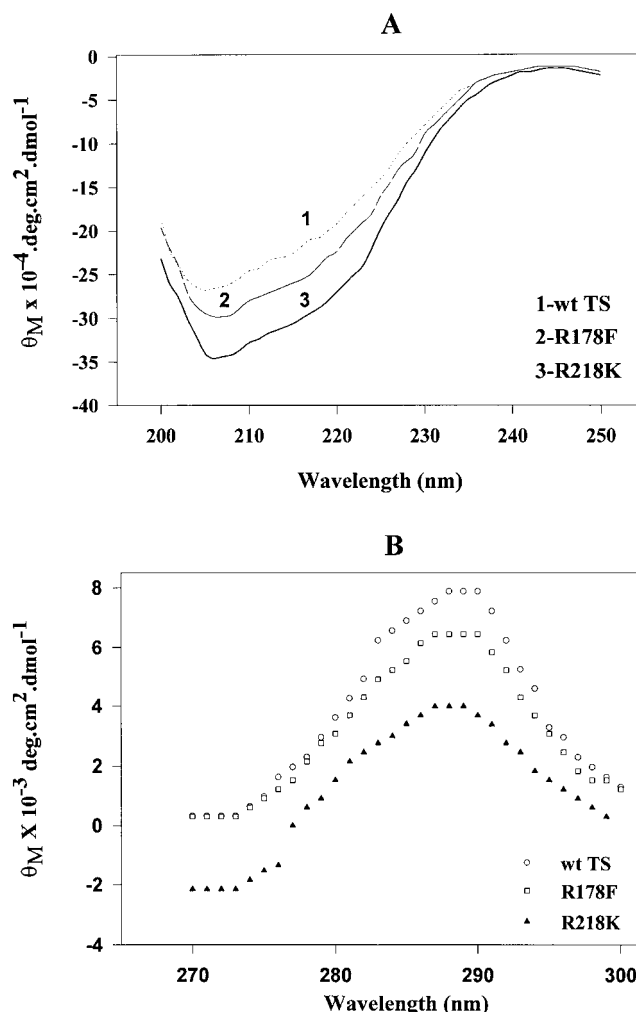 A
θM x 10⁻⁴.deg.cm².dmol⁻¹
0
-5
-10
-15
-20
-25
-30
-35
-40
1
2
3
1-wt TS
2-R178F
3-R218K
200
210
220
230
240
250
Wavelength (nm)
B
θM X 10⁻³ deg.cm².dmol⁻¹
8
6
4
2
0
-2
-4
wt TS
R178F
R218K
270
280
290
300
Wavelength (nm)